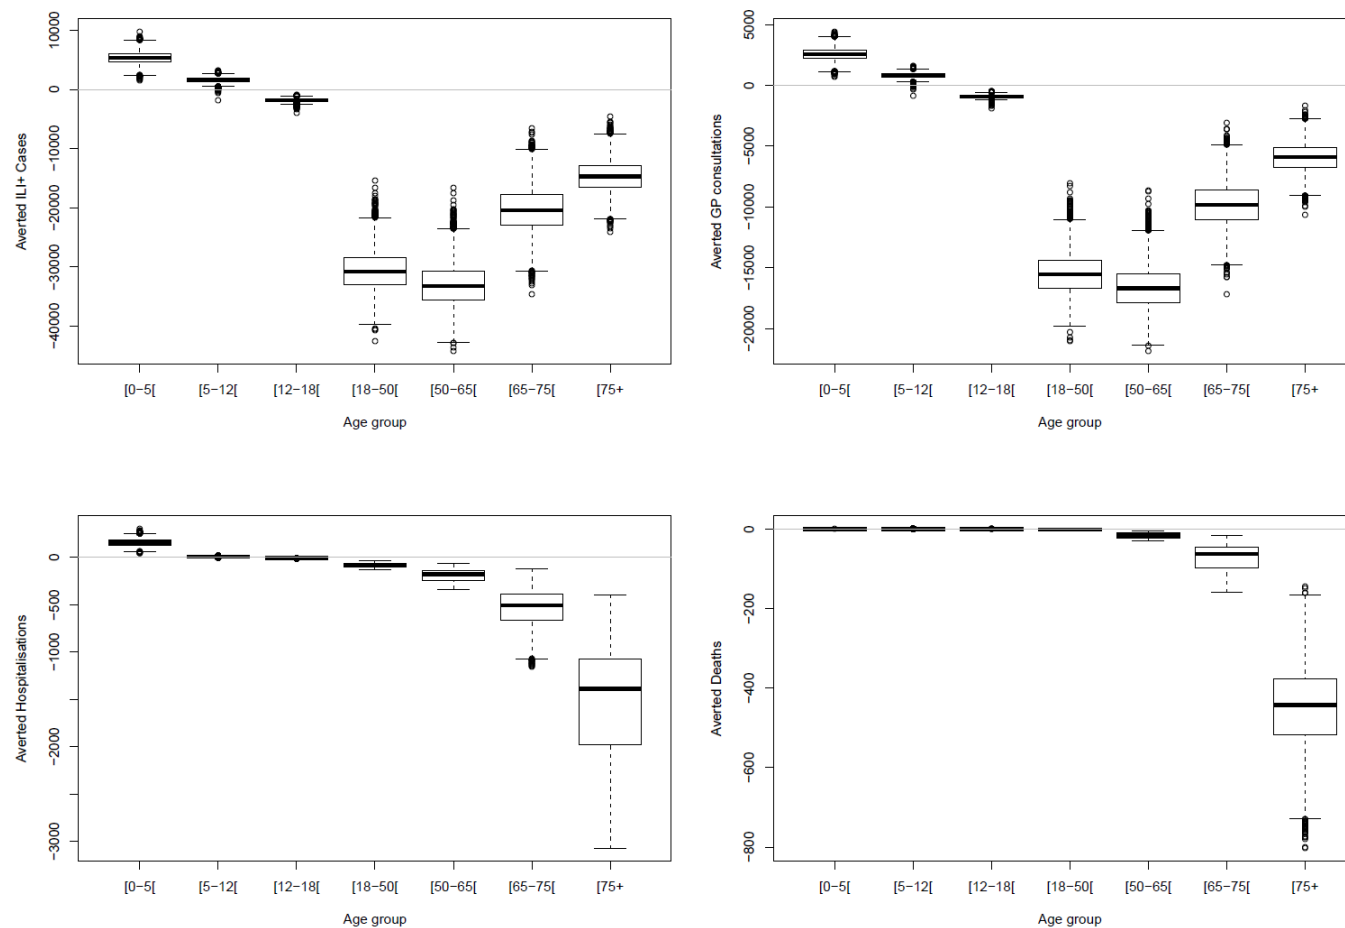 Averted ILI+ Cases
10000
0
−10000
−20000
−30000
−40000
[0−5[ [5−12[ [12−18[ [18−50[ [50−65[ [65−75[ [75+
Age group
Averted GP consultations
5000
0
−5000
−10000
−15000
−20000
[0−5[ [5−12[ [12−18[ [18−50[ [50−65[ [65−75[ [75+
Age group
Averted Hospitalisations
0
−500
−1000
−2000
−3000
[0−5[ [5−12[ [12−18[ [18−50[ [50−65[ [65−75[ [75+
Age group
Averted Deaths
0
−200
−400
−600
−800
[0−5[ [5−12[ [12−18[ [18−50[ [50−65[ [65−75[ [75+
Age group